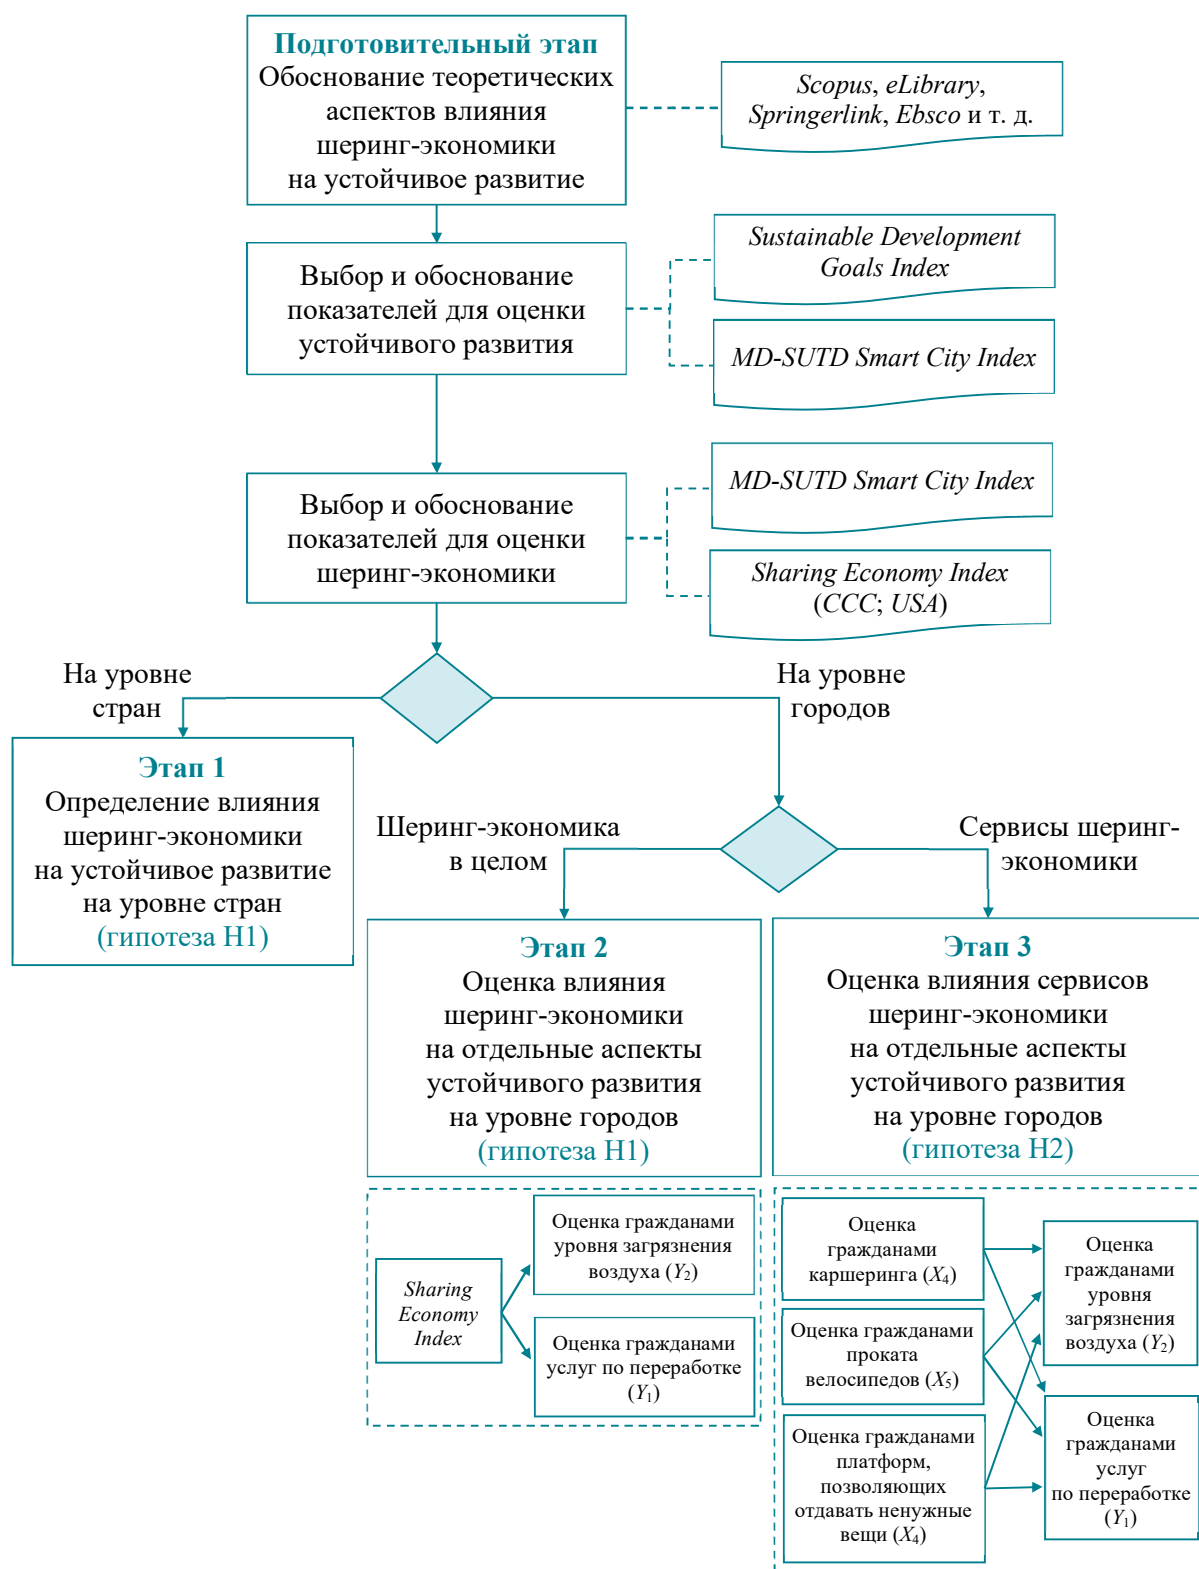 Подготовительный этап
Обоснование теоретических
аспектов влияния
шеринг-экономики
на устойчивое развитие
Scopus, eLibrary,
Springerlink, Ebsco и т. д.
Выбор и обоснование
показателей для оценки
устойчивого развития
Sustainable Development
Goals Index
MD-SUTD Smart City Index
Выбор и обоснование
показателей для оценки
шеринг-экономики
MD-SUTD Smart City Index
Sharing Economy Index
(CCC; USA)
На уровне
стран
На уровне
городов
Этап 1
Определение влияния
шеринг-экономики
на устойчивое развитие
на уровне стран
(гипотеза H1)
Шеринг-экономика
в целом
Сервисы шеринг-
экономики
Этап 2
Оценка влияния
шеринг-экономики
на отдельные аспекты
устойчивого развития
на уровне городов
(гипотеза H1)
Этап 3
Оценка влияния сервисов
шеринг-экономики
на отдельные аспекты
устойчивого развития
на уровне городов
(гипотеза H2)
Sharing
Economy
Index
Оценка гражданами
уровня загрязнения
воздуха (Y2)
Оценка гражданами
услуг по переработке
(Y1)
Оценка
гражданами
каршеринга (X4)
Оценка гражданами
проката
велосипедов (X5)
Оценка гражданами
платформ,
позволяющих
отдавать ненужные
вещи (X4)
Оценка
гражданами
уровня
загрязнения
воздуха (Y2)
Оценка
гражданами
услуг
по переработке
(Y1)